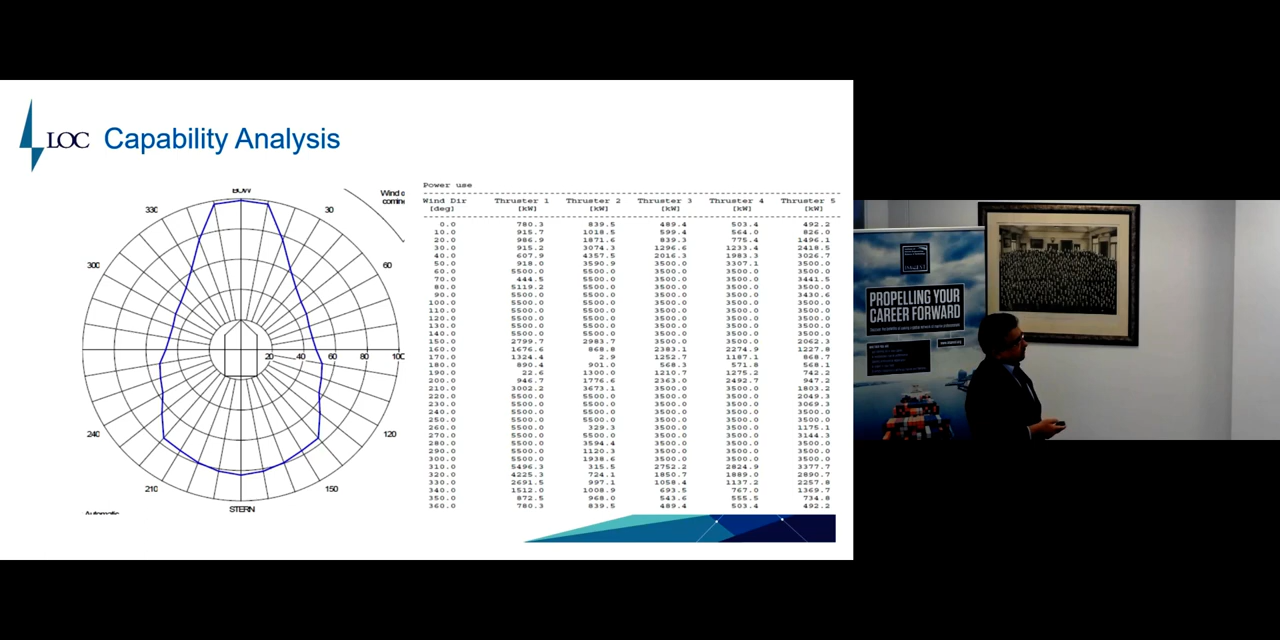 LOC Capability Analysis
BOW
330
30
300
60
20 40 60 80 100
240
120
210
150
STERN
Automatic
Power use
Wind Dir Thruster 1 Thruster 2 Thruster 3 Thruster 4 Thruster 5
[deg] [kW] [kW] [kW] [kW] [kW]
0.0 780.3 839.5 489.4 503.4 492.2
10.0 915.7 1018.5 599.4 564.0 826.0
20.0 986.9 1871.6 839.3 775.4 1496.1
30.0 915.2 3074.3 1296.6 1233.4 2418.5
40.0 607.9 4357.5 2016.3 1983.3 3026.7
50.0 918.0 3590.9 3500.0 3307.1 3500.0
60.0 5500.0 5500.0 3500.0 3500.0 3500.0
70.0 444.5 5500.0 3500.0 3500.0 3441.5
80.0 5119.2 5500.0 3500.0 3500.0 3500.0
90.0 5500.0 5500.0 3500.0 3500.0 3430.6
100.0 5500.0 5500.0 3500.0 3500.0 3500.0
110.0 5500.0 5500.0 3500.0 3500.0 3500.0
120.0 5500.0 5500.0 3500.0 3500.0 3500.0
130.0 5500.0 5500.0 3500.0 3500.0 3500.0
140.0 5500.0 5500.0 3500.0 3500.0 3500.0
150.0 2799.7 2983.7 3500.0 3500.0 2062.3
160.0 1676.6 868.8 2383.1 2274.9 1227.8
170.0 1324.4 2.9 1252.7 1187.1 868.7
180.0 890.4 901.0 568.3 571.8 568.1
190.0 22.6 1300.0 1210.7 1275.2 742.2
200.0 946.7 1776.6 2363.0 2492.7 947.2
210.0 3002.2 3673.1 3500.0 3500.0 1803.2
220.0 5500.0 5500.0 3500.0 3500.0 2049.3
230.0 5500.0 5500.0 3500.0 3500.0 3069.3
240.0 5500.0 5500.0 3500.0 3500.0 3500.0
250.0 5500.0 5500.0 3500.0 3500.0 3500.0
260.0 5500.0 329.3 3500.0 3500.0 1175.1
270.0 5500.0 5500.0 3500.0 3500.0 3144.3
280.0 5500.0 3594.4 3500.0 3500.0 3500.0
290.0 5500.0 1120.3 3500.0 3500.0 3500.0
300.0 5500.0 1938.6 3500.0 3500.0 3500.0
310.0 5496.3 315.5 2752.2 2824.9 3377.7
320.0 4225.3 724.1 1850.7 1889.0 2890.7
330.0 2691.5 997.1 1058.4 1137.2 2257.8
340.0 1512.0 1008.9 693.5 767.0 1369.7
350.0 872.5 968.0 543.6 555.5 734.8
360.0 780.3 839.5 489.4 503.4 492.2
PROPELLING YOUR
CAREER FORWARD